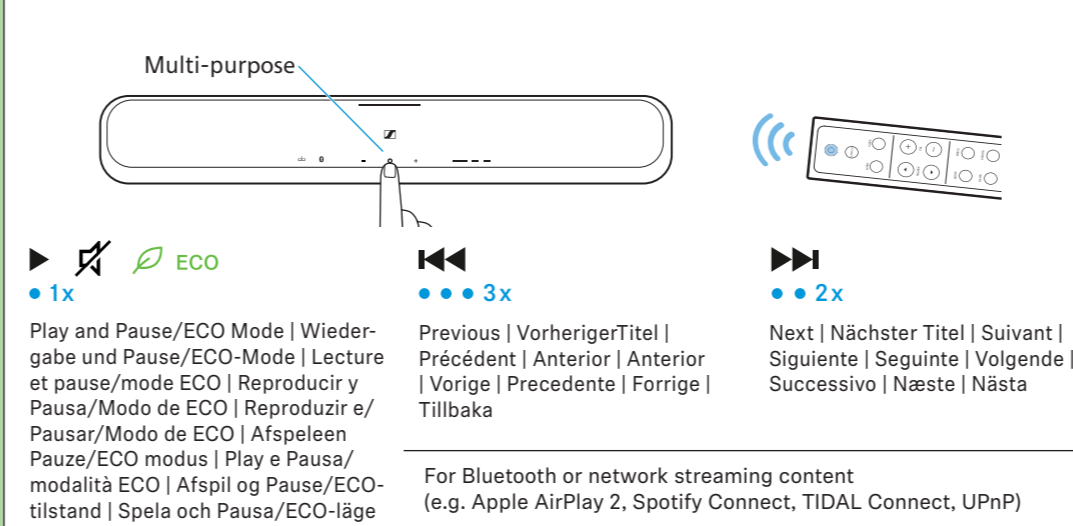 Multi-purpose
ECO
1x
Play and Pause/ECO Mode | Wieder-
gabe und Pause/ECO-Mode | Lecture
et pause/mode ECO | Reproducir y
Pausa/Modo de ECO | Reproduzir e/
Pausar/Modo de ECO | Afspeleen
Pauze/ECO modus | Play e Pausa/
modalità ECO | Afspil og Pause/ECO-
tilstand | Spela och Pausa/ECO-läge
3x
Previous | VorherigerTitel |
Précédent | Anterior | Anterior
| Vorige | Precedente | Forrige |
Tillbaka
2x
Next | Nächster Titel | Suivant |
Siguiente | Seguinte | Volgende |
Successivo | Næste | Nästa
For Bluetooth or network streaming content
(e.g. Apple AirPlay 2, Spotify Connect, TIDAL Connect, UPnP)